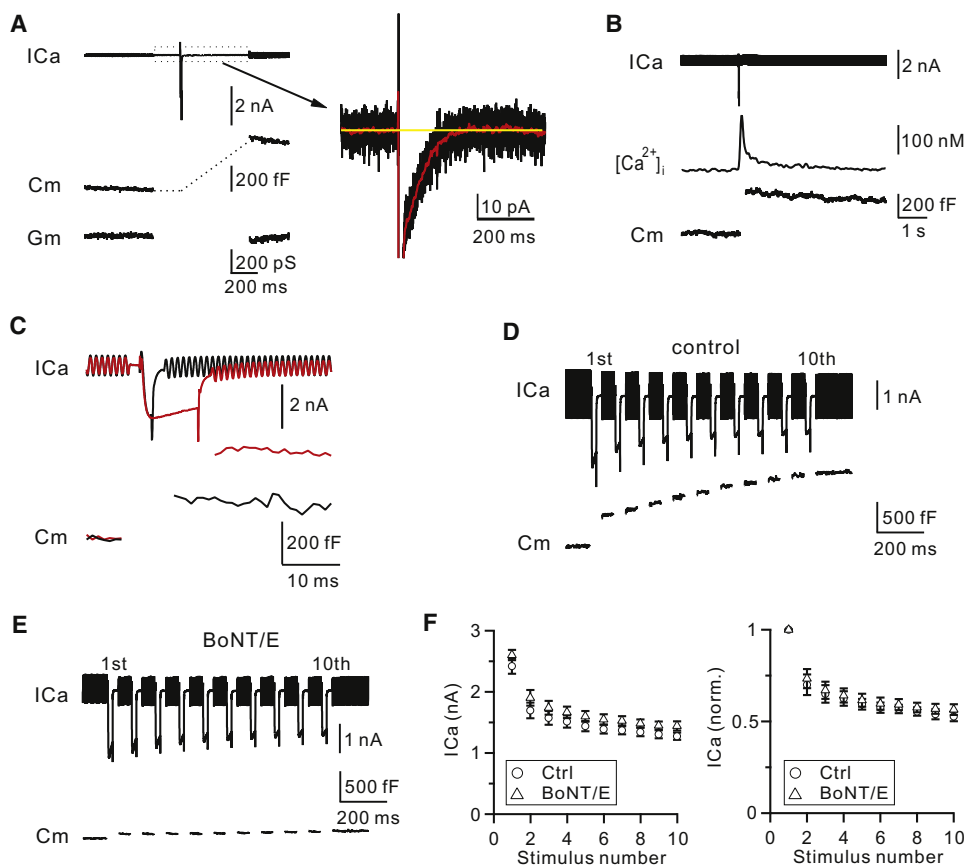 A
ICa
2 nA
Cm
200 fF
Gm
200 pS
200 ms
10 pA
200 ms
B
ICa
2 nA
100 nM
[Ca2+]i
200 fF
1 s
Cm
C
ICa
2 nA
Cm
200 fF
10 ms
D
control
1st
10th
ICa
1 nA
Cm
500 fF
200 ms
E
BoNT/E
1st
10th
ICa
1 nA
500 fF
200 ms
Cm
F
3
2
1
0
ICa (nA)
Ctrl
BoNT/E
0 2 4 6 8 10
Stimulus number
1
0.5
0
ICa (norm.)
Ctrl
BoNT/E
2 4 6 8 10
Stimulus number